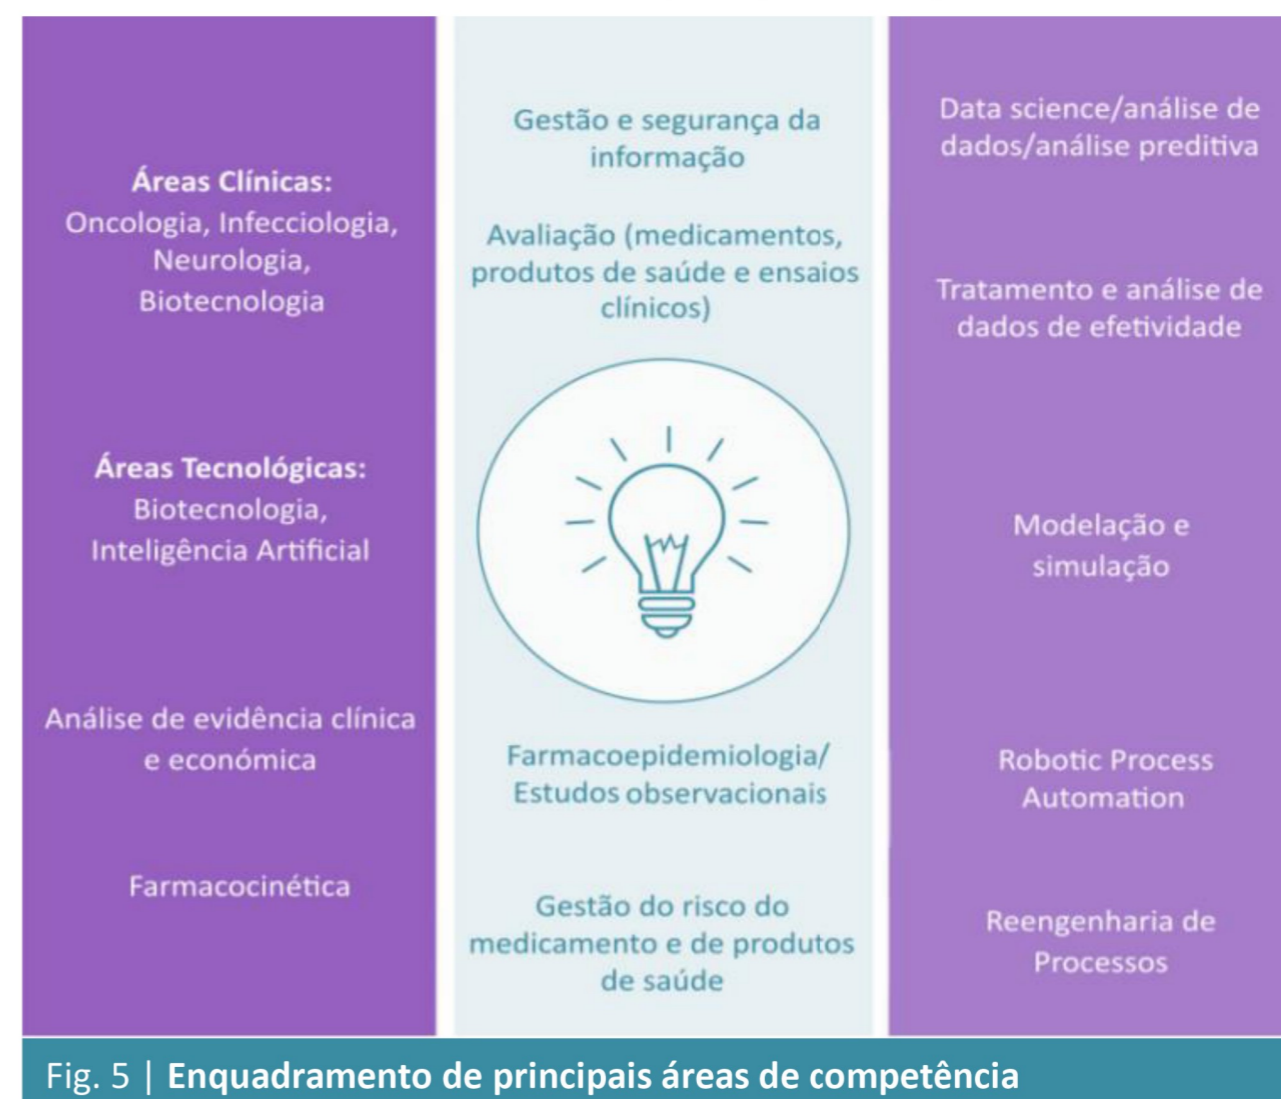 Áreas Clínicas:
Oncologia, Infecciologia,
Neurologia,
Biotecnologia
Áreas Tecnológicas:
Biotecnologia,
Inteligência Artificial
Análise de evidência clínica
e económica
Farmacocinética
Gestão e segurança da
informação
Avaliação (medicamentos,
produtos de saúde e ensaios
clínicos)
Farmacoepidemiologia/
Estudos observacionais
Gestão do risco do
medicamento e de produtos
de saúde
Data science/análise de
dados/análise preditiva
Tratamento e análise de
dados de efetividade
Modelação e
simulação
Robotic Process
Automation
Reengenharia de
Processos
Fig. 5 | Enquadramento de principais áreas de competência